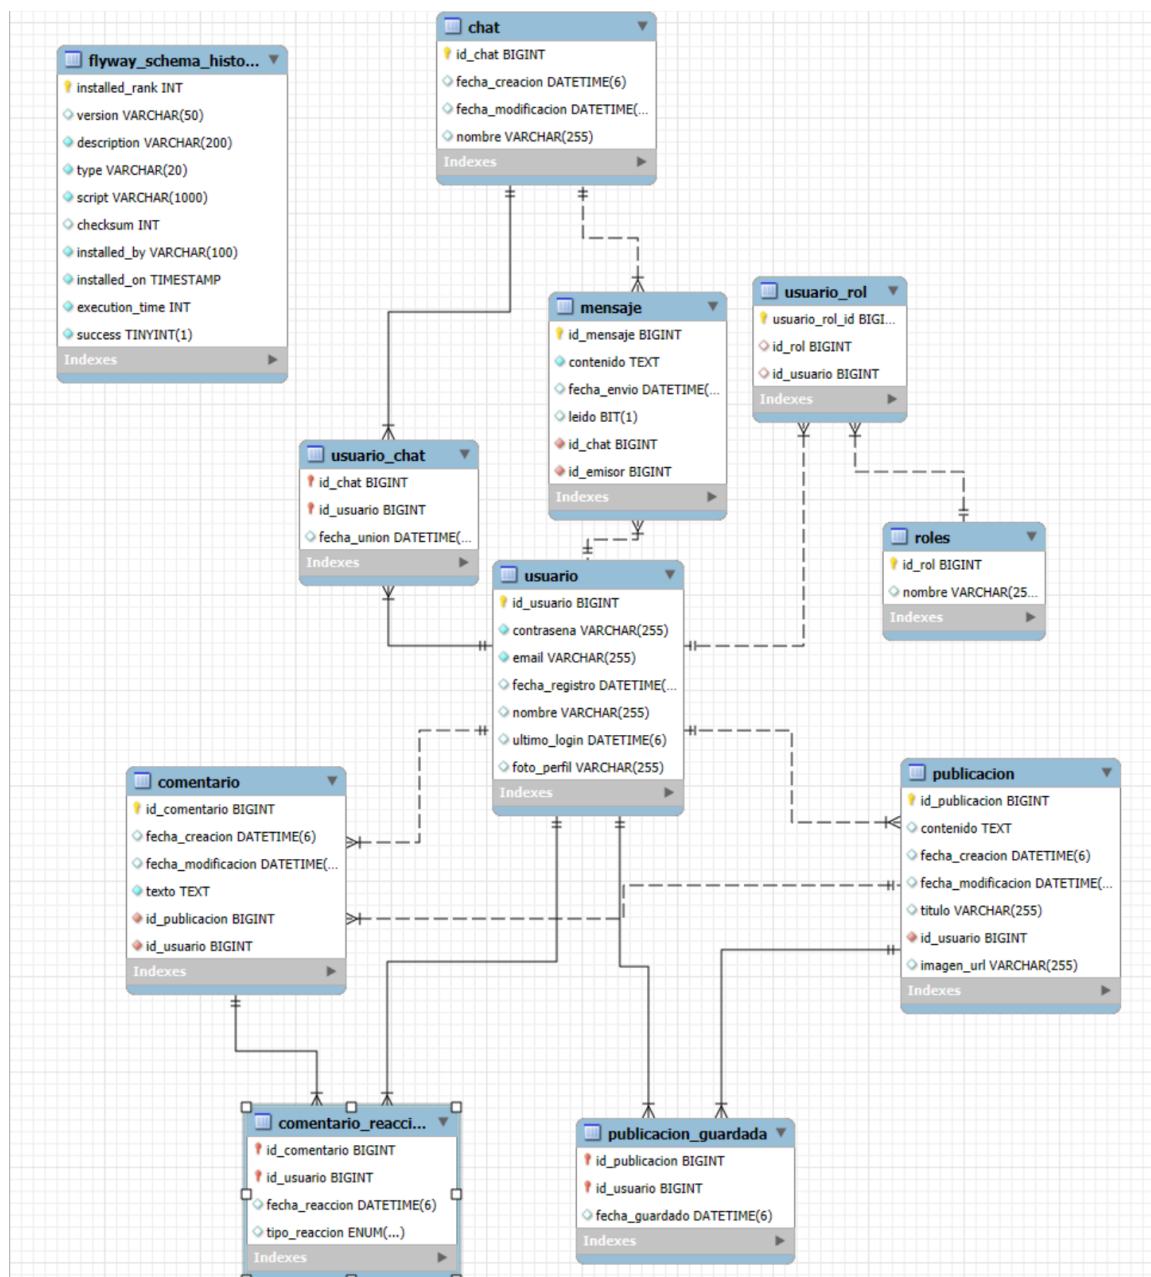 chat
id_chat BIGINT
fecha_creacion DATETIME(6)
fecha_modificacion DATETIME(...
nombre VARCHAR(255)
Indexes
flyway_schema_histo...
installed_rank INT
version VARCHAR(50)
description VARCHAR(200)
type VARCHAR(20)
script VARCHAR(1000)
checksum INT
installed_by VARCHAR(100)
installed_on TIMESTAMP
execution_time INT
success TINYINT(1)
Indexes
mensaje
id_mensaje BIGINT
contenido TEXT
fecha_envio DATETIME(...
leido BIT(1)
id_chat BIGINT
id_emisor BIGINT
Indexes
usuario_rol
usuario_rol_id BIGI...
id_rol BIGINT
id_usuario BIGINT
Indexes
usuario_chat
id_chat BIGINT
id_usuario BIGINT
fecha_union DATETIME(...
Indexes
roles
id_rol BIGINT
nombre VARCHAR(25...
Indexes
usuario
id_usuario BIGINT
contrasena VARCHAR(255)
email VARCHAR(255)
fecha_registro DATETIME(...
nombre VARCHAR(255)
ultimo_login DATETIME(6)
foto_perfil VARCHAR(255)
Indexes
comentario
id_comentario BIGINT
fecha_creacion DATETIME(6)
fecha_modificacion DATETIME(...
texto TEXT
id_publicacion BIGINT
id_usuario BIGINT
Indexes
publicacion
id_publicacion BIGINT
contenido TEXT
fecha_creacion DATETIME(6)
fecha_modificacion DATETIME(...
titulo VARCHAR(255)
id_usuario BIGINT
imagen_url VARCHAR(255)
Indexes
comentario_reacci...
id_comentario BIGINT
id_usuario BIGINT
fecha_reaccion DATETIME(6)
tipo_reaccion ENUM(...)
Indexes
publicacion_guardada
id_publicacion BIGINT
id_usuario BIGINT
fecha_guardado DATETIME(6)
Indexes